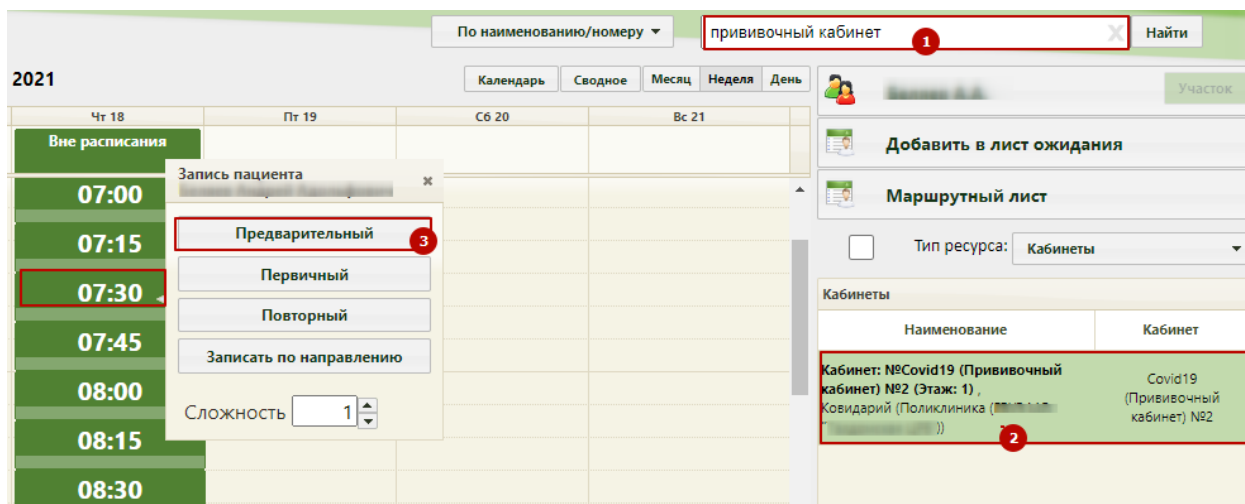 По наименованию/номеру
прививочный кабинет
1
Найти
2021
Календарь
Сводное
Месяц
Неделя
День
Участок
Чт 18
Пт 19
Сб 20
Вс 21
Вне расписания
Добавить в лист ожидания
Запись пациента
07:00
Маршрутный лист
Предварительный
3
07:15
Тип ресурса:
Кабинеты
Первичный
07:30
Кабинеты
Повторный
Наименование
Кабинет
07:45
Записать по направлению
Кабинет: №Covid19 (Прививочный
кабинет) №2 (Этаж: 1) ,
Ковидарий (Поликлиника (
))
Covid19
(Прививочный
кабинет) №2
08:00
Сложность
1
08:15
2
08:30